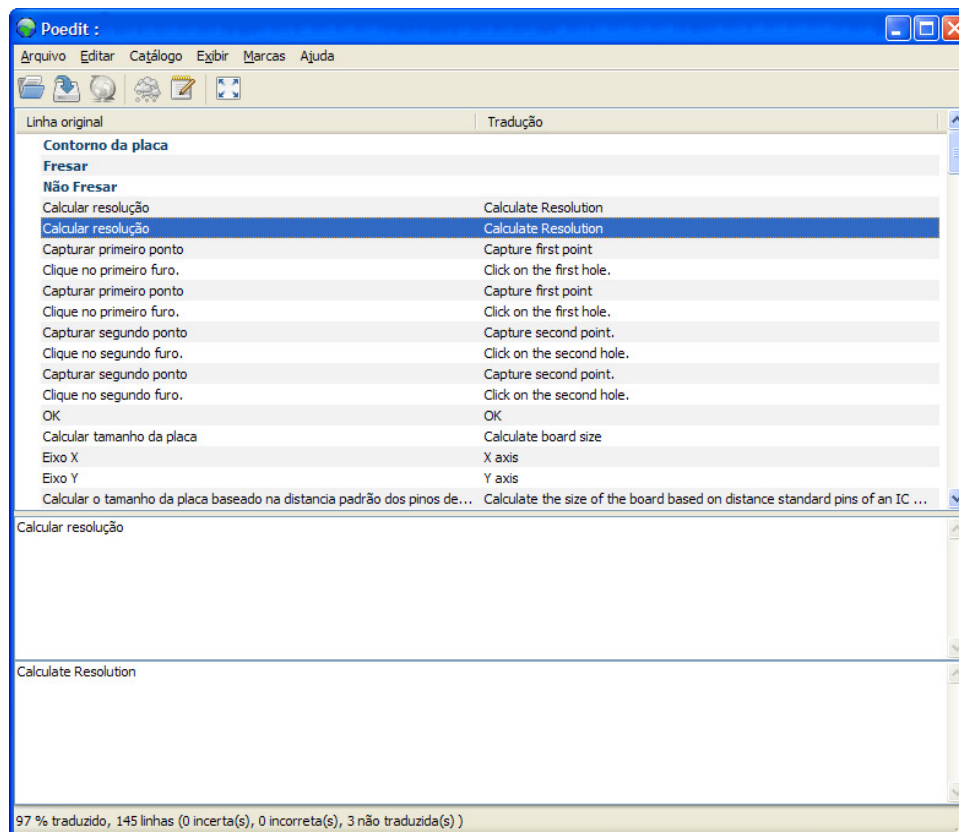 Poedit :
Arquivo Editar Catálogo Exibir Marcas Ajuda
Linha original Tradução
Contorno da placa
Fresar
Não Fresar
Calcular resolução Calculate Resolution
Calcular resolução Calculate Resolution
Capturar primeiro ponto Capture first point
Clique no primeiro furo. Click on the first hole.
Capturar primeiro ponto Capture first point
Clique no primeiro furo. Click on the first hole.
Capturar segundo ponto Capture second point.
Clique no segundo furo. Click on the second hole.
Capturar segundo ponto Capture second point.
Clique no segundo furo. Click on the second hole.
OK OK
Calcular tamanho da placa Calculate board size
Eixo X X axis
Eixo Y Y axis
Calcular o tamanho da placa baseado na distancia padrão dos pinos de... Calculate the size of the board based on distance standard pins of an IC ...
Calcular resolução
Calculate Resolution
97 % traduzido, 145 linhas (0 incerta(s), 0 incorreta(s), 3 não traduzida(s) )